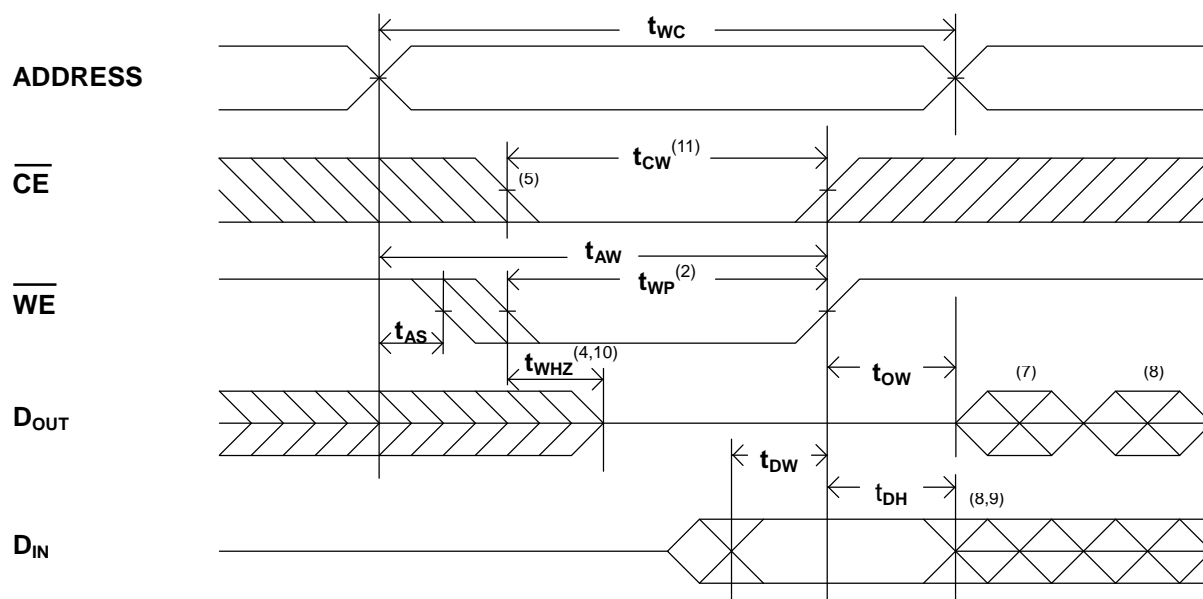 tWC
ADDRESS
tCW(11)
CE
(5)
tAW
tWP(2)
WE
tAS
tWHZ(4,10)
tOW
(7)
(8)
DOUT
tDW
tDH
(8,9)
DIN